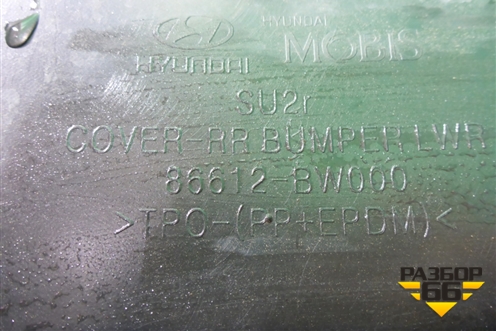 HYUNDAI
HYUNDAI
MOBIS
SU2r
COVER-RR BUMPER LWR
86612-BW000
>TPO-(PP+EPDM)<
РАЗБОР
66